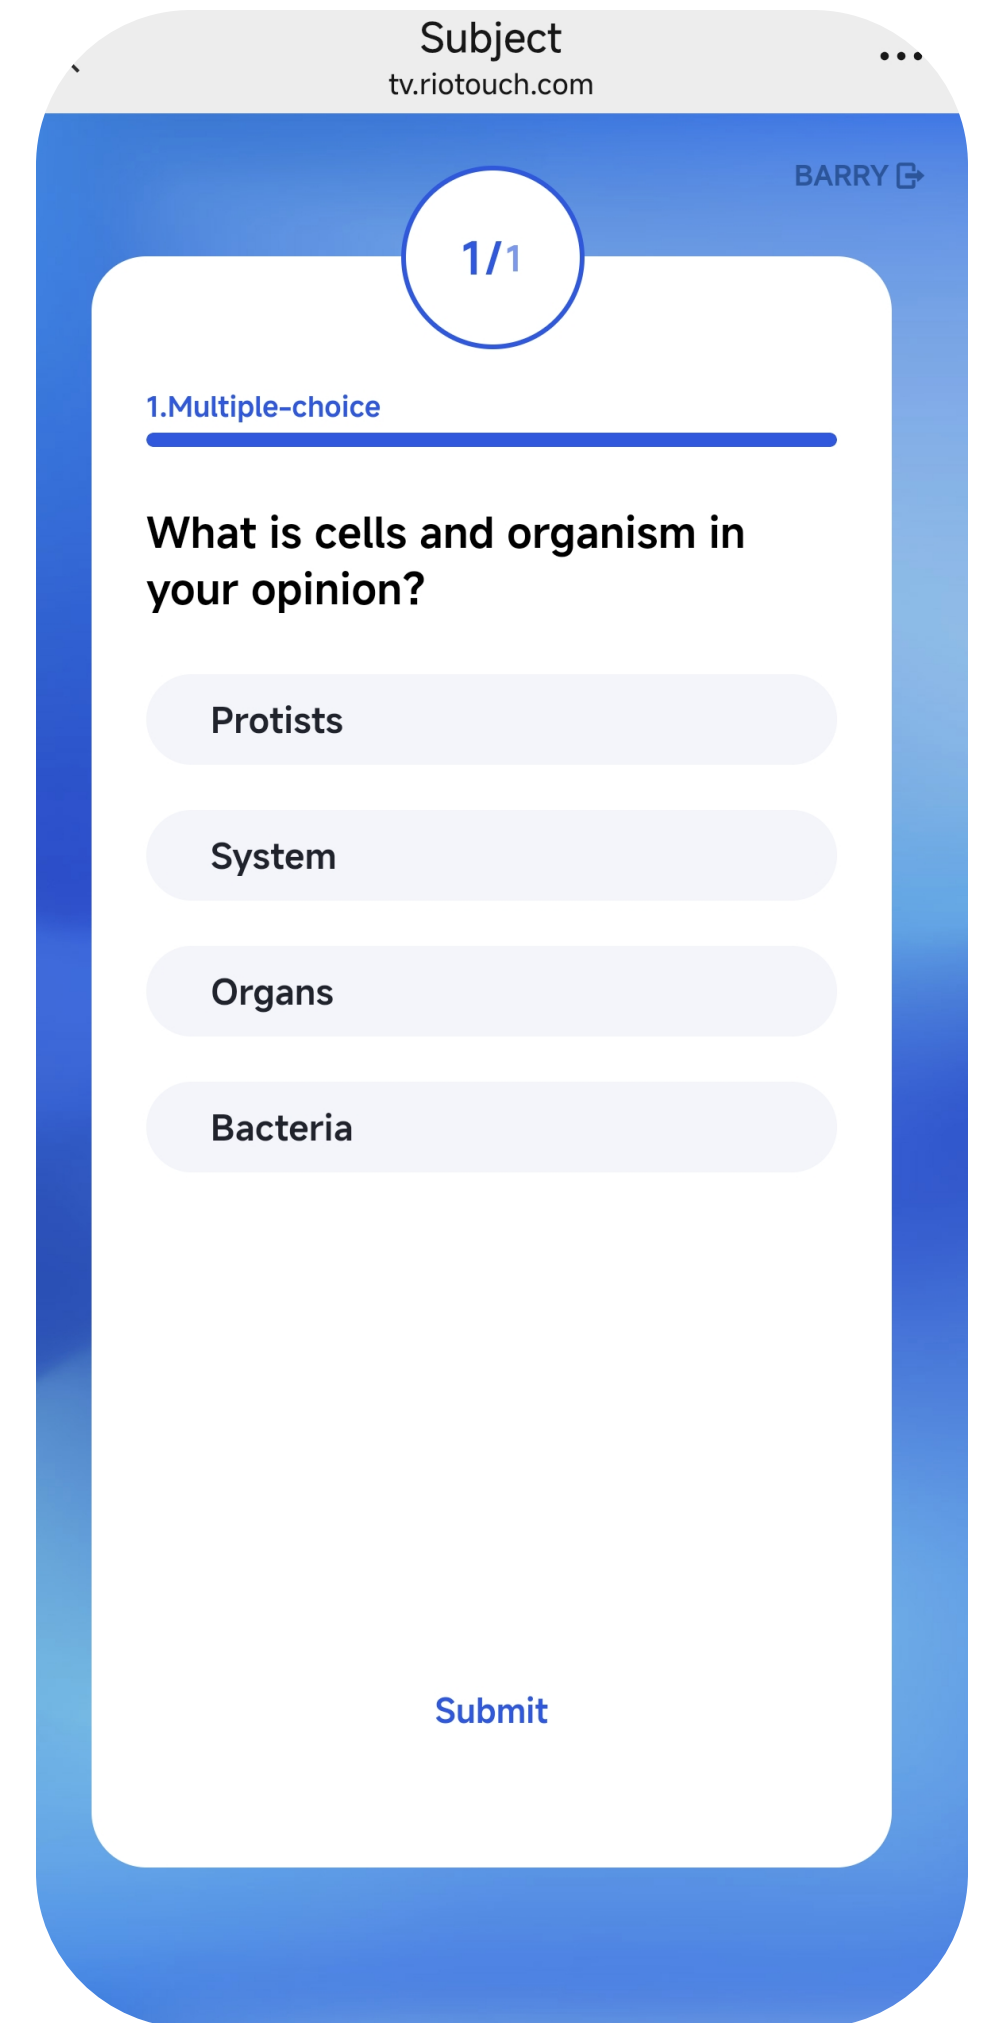 Subject
tv.riotouch.com
BARRY
1/1
1.Multiple-choice
What is cells and organism in
your opinion?
Protists
System
Organs
Bacteria
Submit